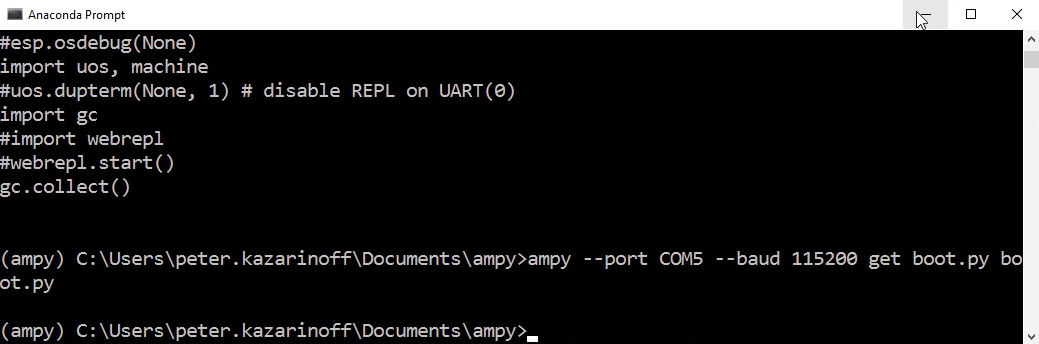 Anaconda Prompt
#esp.osdebug(None)
import uos, machine
#uos.dupterm(None, 1) # disable REPL on UART(0)
import gc
#import webrepl
#webrepl.start()
gc.collect()
(ampy) C:\Users\peter.kazarinoff\Documents\ampy>ampy --port COM5 --baud 115200 get boot.py bo
ot.py
(ampy) C:\Users\peter.kazarinoff\Documents\ampy>